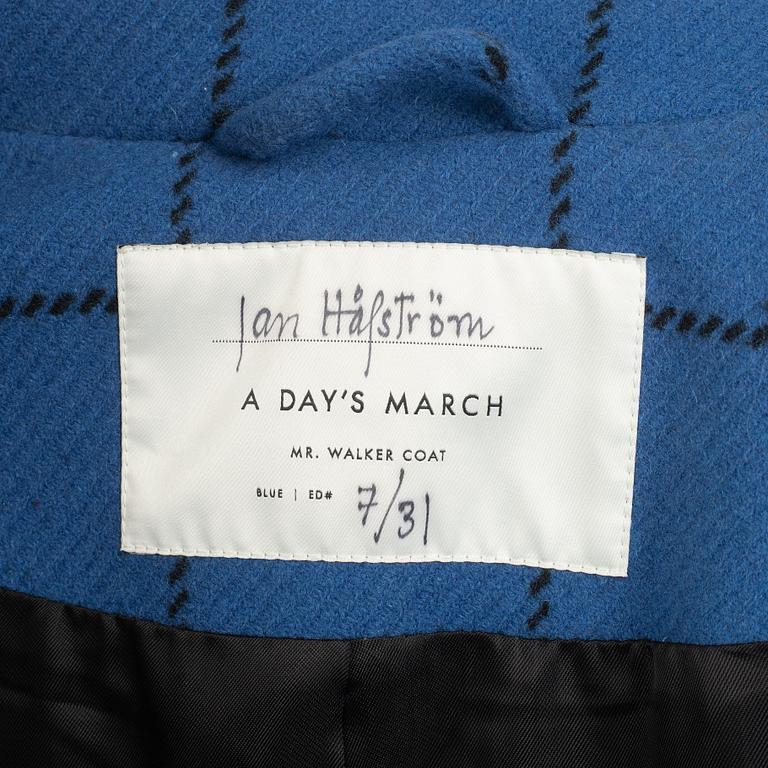 Jan Håfström
A DAY'S MARCH
MR. WALKER COAT
BLUE | ED# 7/31